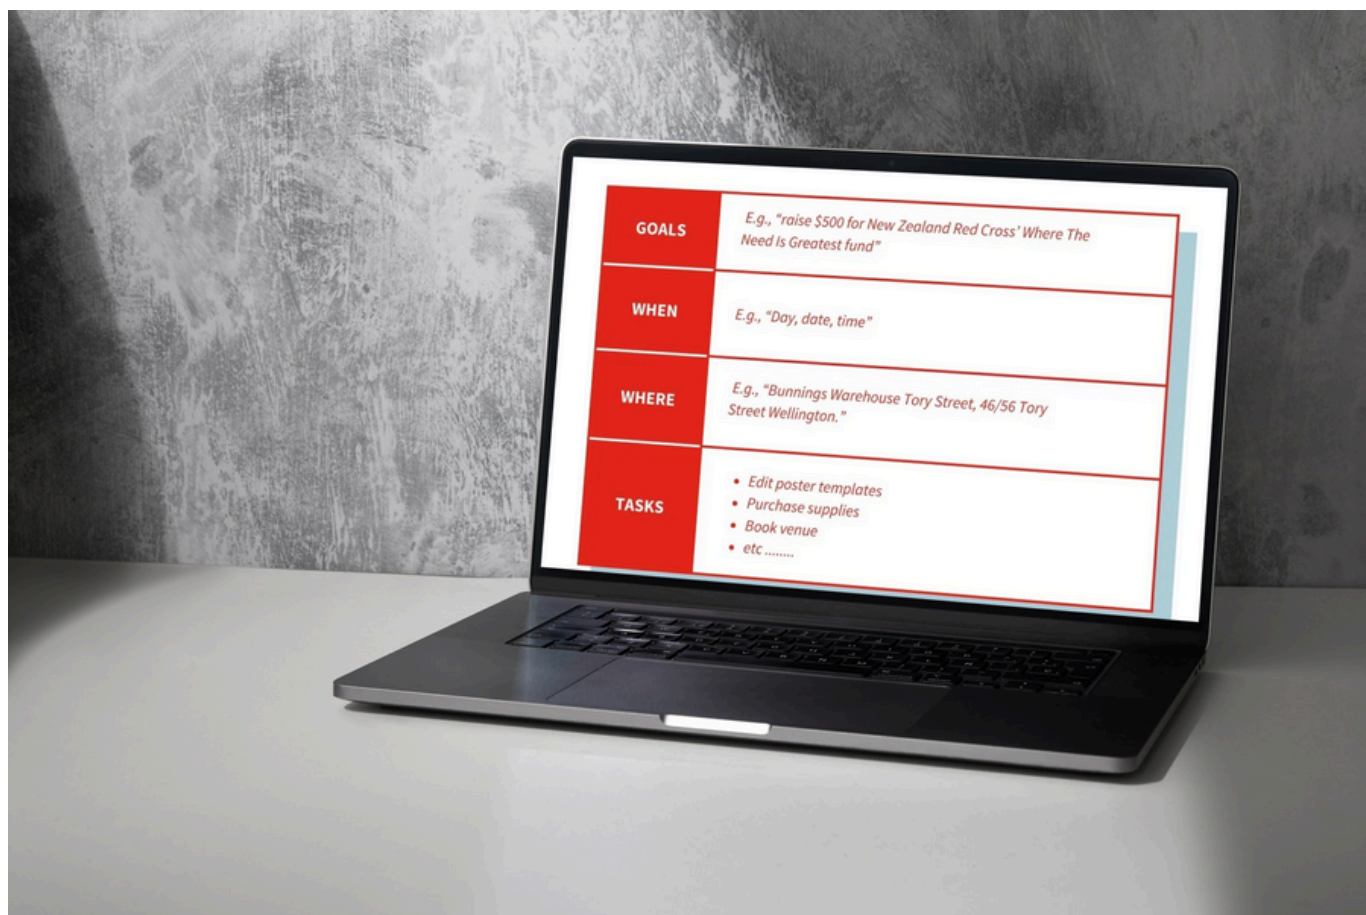 GOALS
E.g., “raise $500 for New Zealand Red Cross’ Where The
Need Is Greatest fund”
WHEN
E.g., “Day, date, time”
WHERE
E.g., “Bunnings Warehouse Tory Street, 46/56 Tory
Street Wellington.”
TASKS
• Edit poster templates
• Purchase supplies
• Book venue
• etc ........